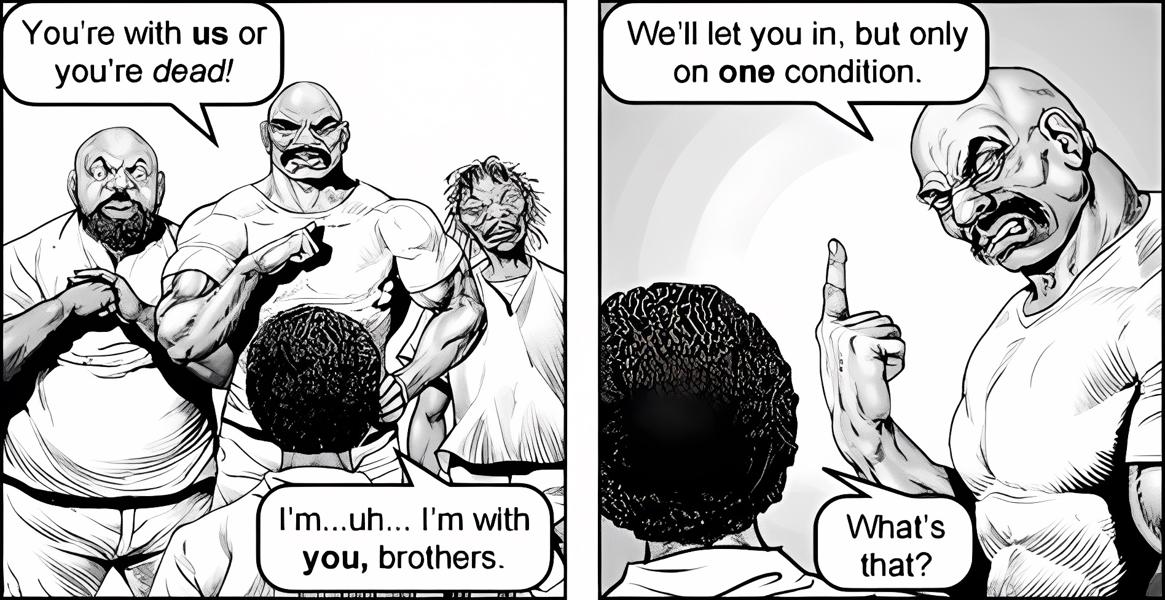 You're with us or
you're dead!
I'm...uh... I'm with
you, brothers.
We'll let you in, but only
on one condition.
What's
that?